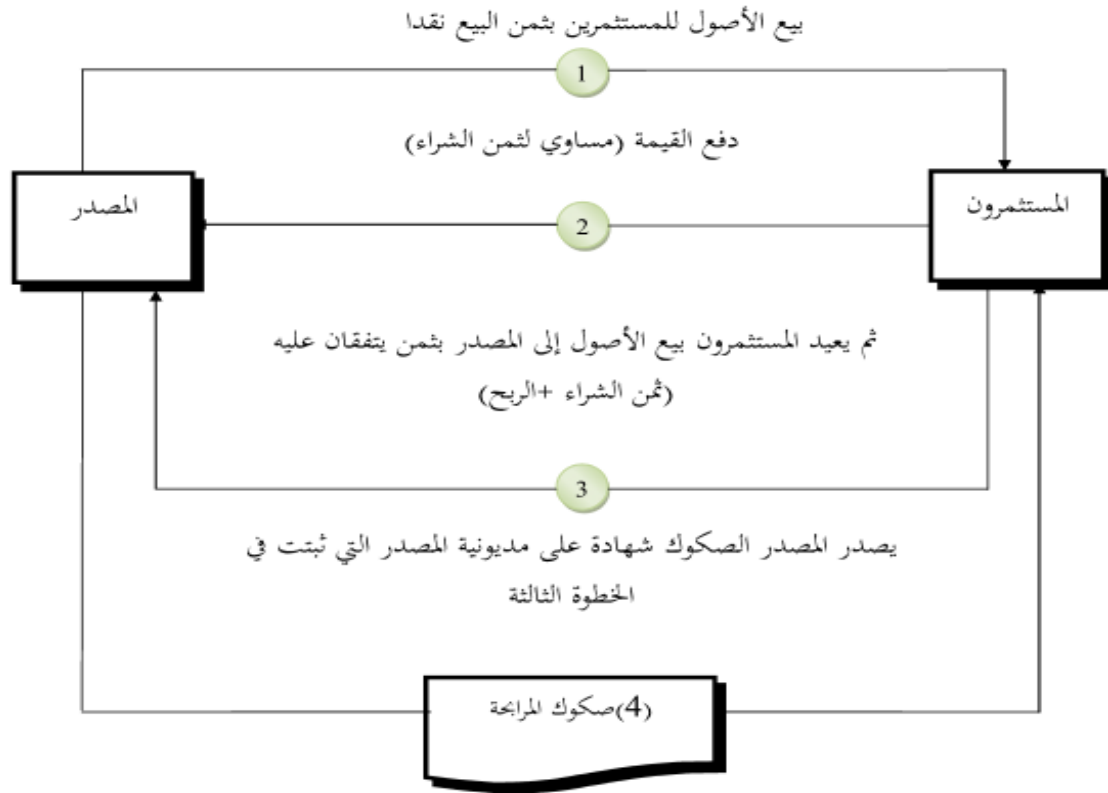 بيع الأصول للمستثمرين بثمن البيع نقدا
1
دفع القيمة (مساوي لثمن الشراء)
المستثمرون
المصدر
2
ثم يعيد المستثمرون بيع الأصول إلى المصدر بثمن يتفقان عليه
(ثمن الشراء +الربح)
3
يصدر المصدر الصكوك شهادة على مديونية المصدر التي ثبتت في
الخطوة الثالثة
(4)صكوك المرابحة